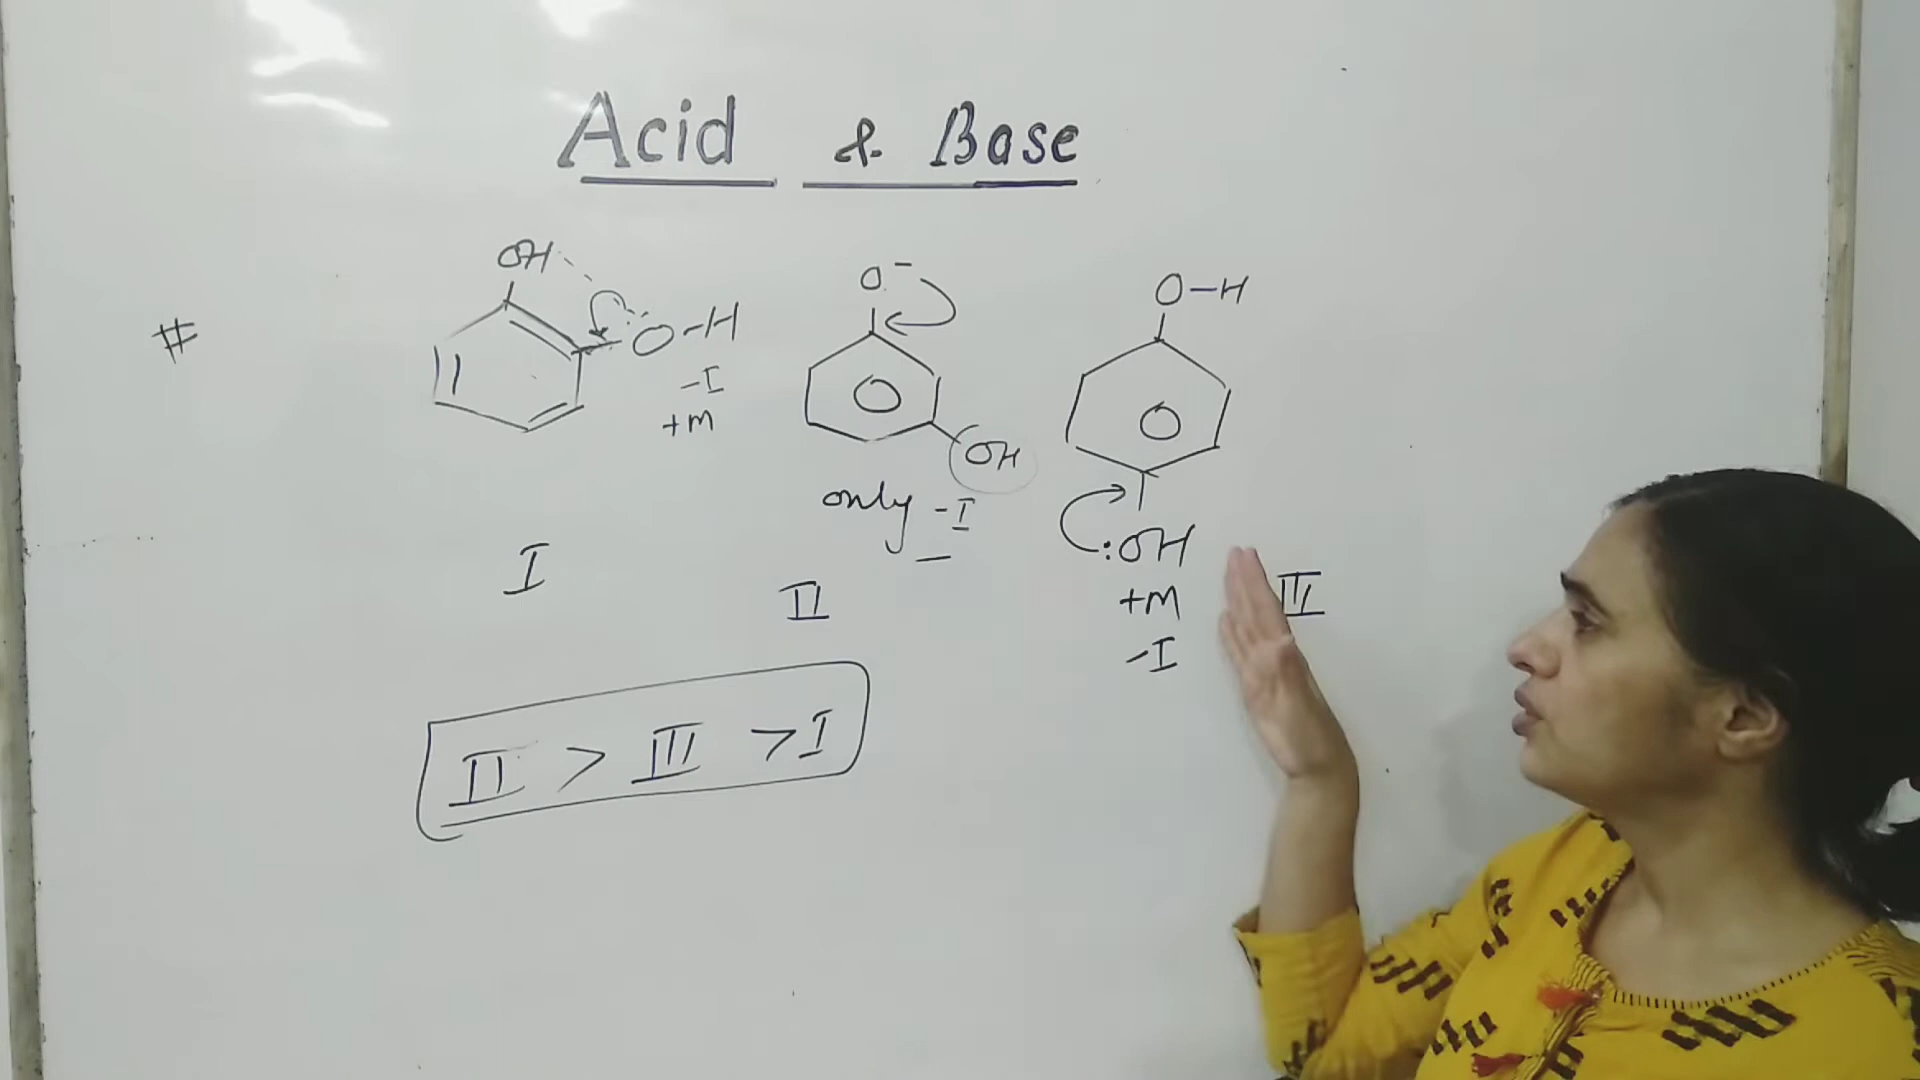 Acid & Base
#
OH
O-H
-I
+m
I
O⁻
OH
only -I
II
O-H
:OH
+M
-I
III
II > III > I